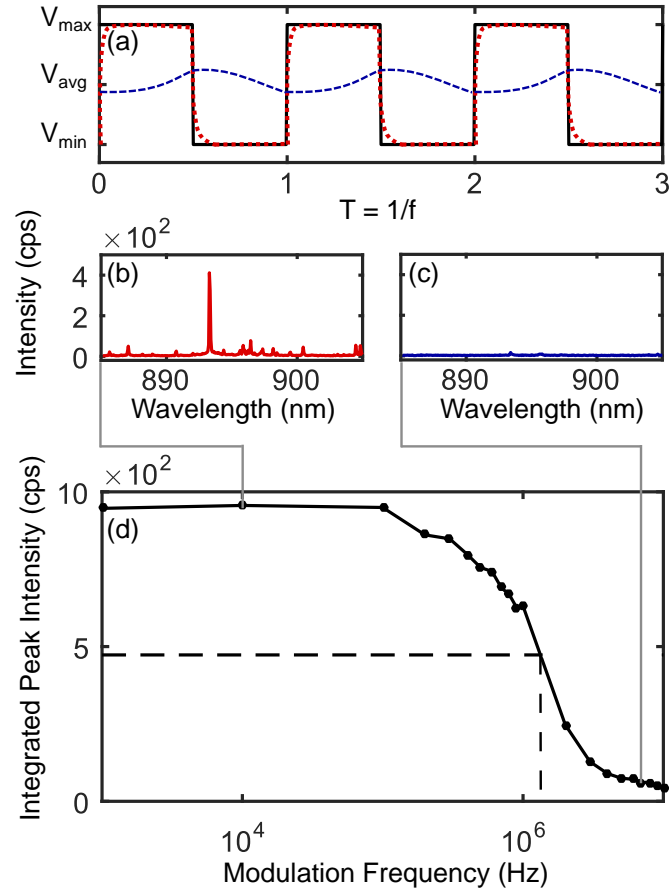 V_max
(a)
V_avg
V_min
0 1 2 3
T = 1/f
×10^2
(b) (c)
4
2
0
Intensity (cps)
890 900 890 900
Wavelength (nm) Wavelength (nm)
×10^2
10
(d)
5
0
Integrated Peak Intensity (cps)
10^4 10^6
Modulation Frequency (Hz)